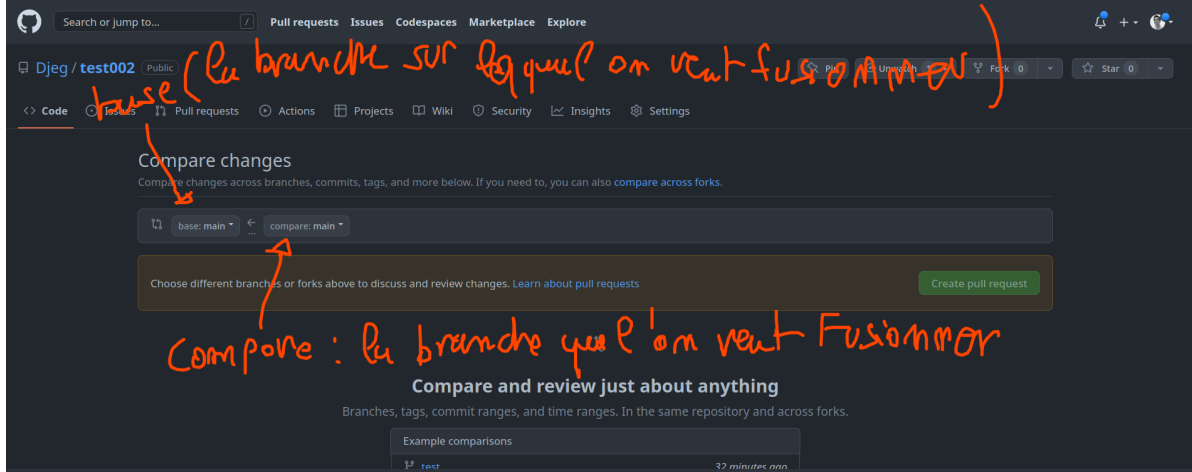 Search or jump to... /
Pull requests Issues Codespaces Marketplace Explore
Djeg / test002 Public
Pin Unwatch Fork 0 Star 0
base (la branche sur laquel on veut fusionner)
Code Issues Pull requests Actions Projects Wiki Security Insights Settings
Compare changes
Compare changes across branches, commits, tags, and more below. If you need to, you can also compare across forks.
base: main ← ... compare: main
Choose different branches or forks above to discuss and review changes. Learn about pull requests
Create pull request
compare : la branche que l'on veut Fusionner
Compare and review just about anything
Branches, tags, commit ranges, and time ranges. In the same repository and across forks.
Example comparisons
test 32 minutes ago